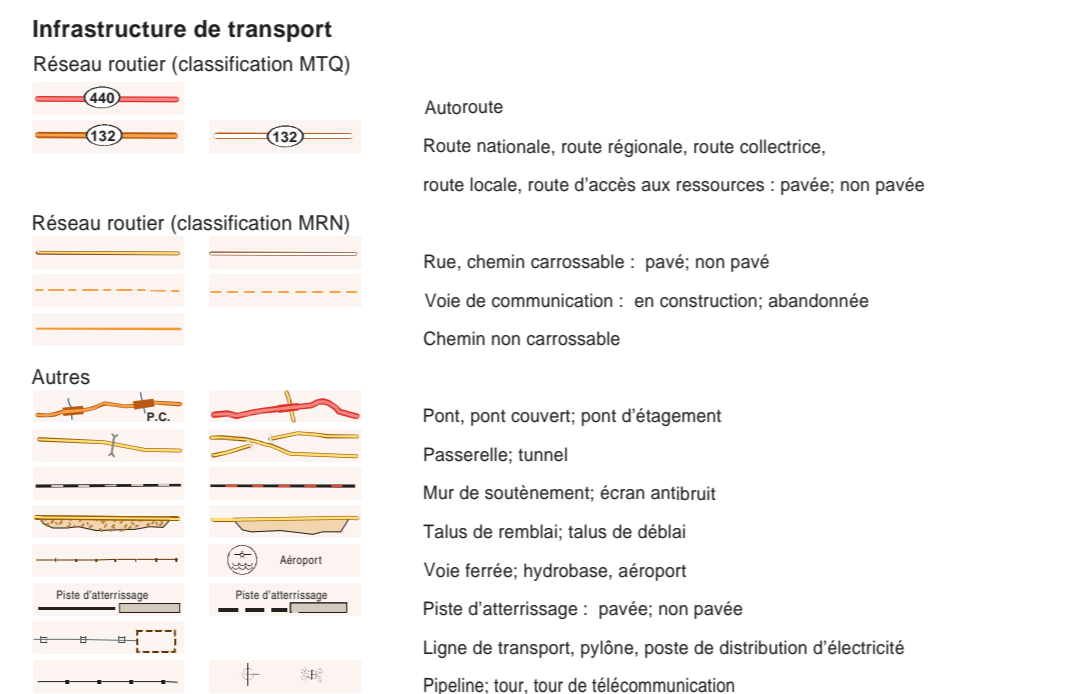 Infrastructure de transport
Réseau routier (classification MTQ)
440
Autoroute
132 132
Route nationale, route régionale, route collectrice,
route locale, route d'accès aux ressources : pavée; non pavée
Réseau routier (classification MRN)
Rue, chemin carrossable : pavé; non pavé
Voie de communication : en construction; abandonnée
Chemin non carrossable
Autres
P.C.
Pont, pont couvert; pont d'étagement
Passerelle; tunnel
Mur de soutènement; écran antibruit
Talus de remblai; talus de déblai
Aéroport
Voie ferrée; hydrobase, aéroport
Piste d'atterrissage Piste d'atterrissage
Piste d'atterrissage : pavée; non pavée
Ligne de transport, pylône, poste de distribution d'électricité
Pipeline; tour, tour de télécommunication